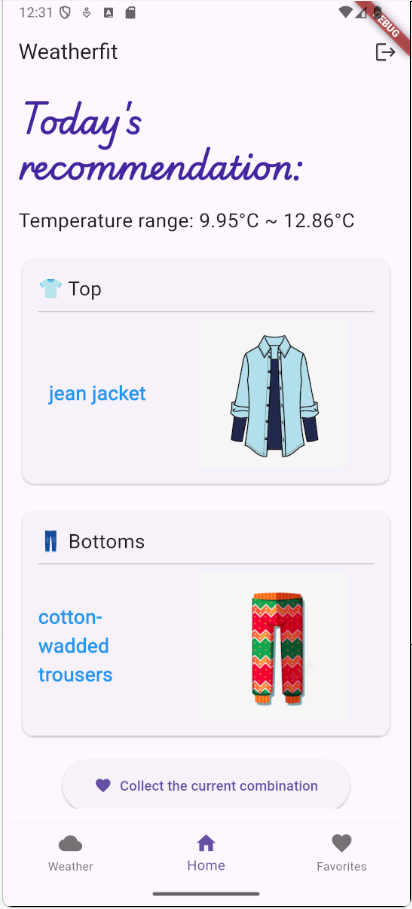 12:31
DEBUG
Weatherfit
Today's
recommendation:
Temperature range: 9.95°C ~ 12.86°C
Top
jean jacket
Bottoms
cotton-
wadded
trousers
Collect the current combination
Weather
Home
Favorites